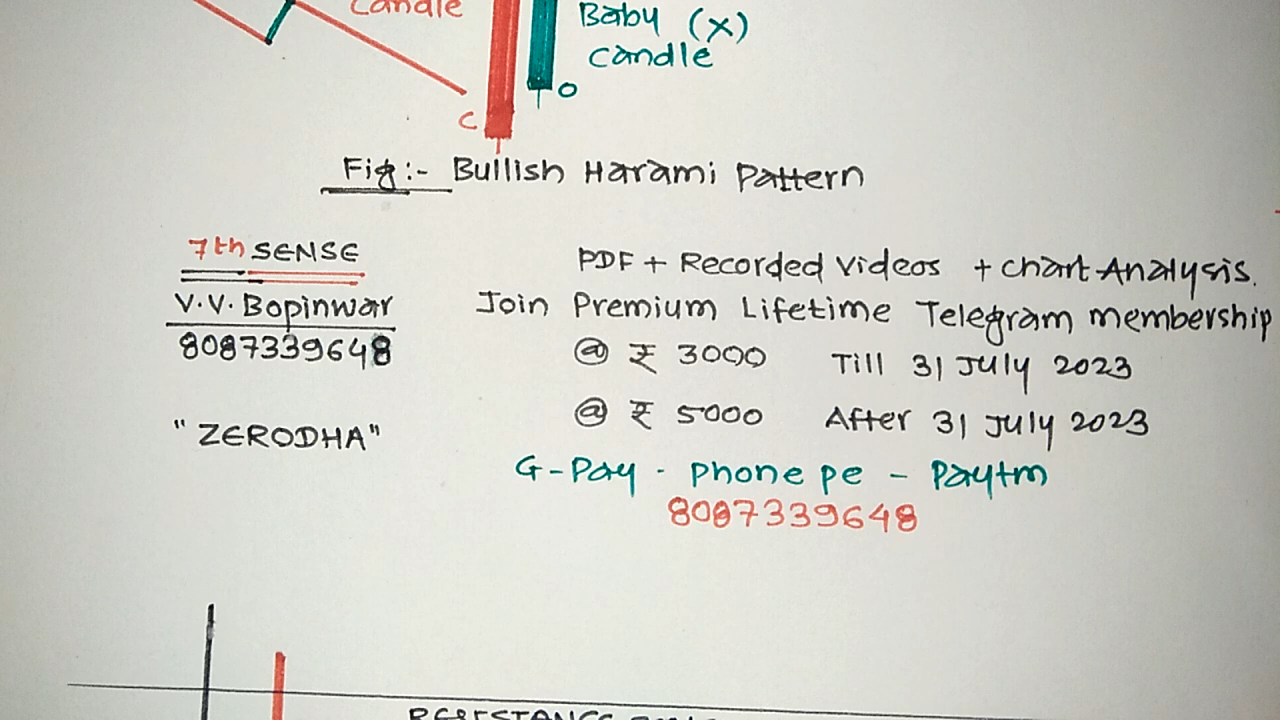 Candle
Baby (x)
Candle
O
C
Fig:- Bullish Harami Pattern
7th SENSE
V.V. Bopinwar
8087339648
"ZERODHA"
PDF + Recorded Videos + Chart Analysis.
Join Premium Lifetime Telegram membership
@ ₹ 3000 Till 31 July 2023
@ ₹ 5000 After 31 July 2023
G-Pay - Phone pe - Paytm
8087339648
RESISTANCE